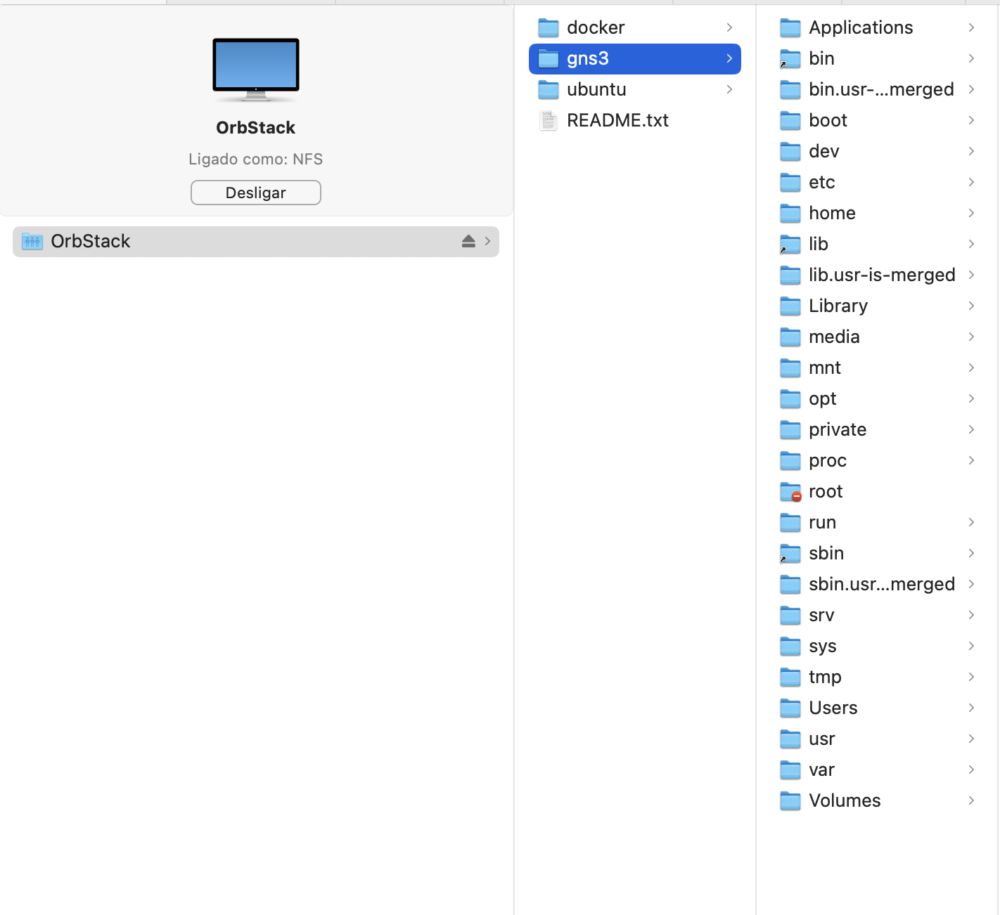 OrbStack
Ligado como: NFS
Desligar
OrbStack
docker
gns3
ubuntu
README.txt
Applications
bin
bin.usr-...merged
boot
dev
etc
home
lib
lib.usr-is-merged
Library
media
mnt
opt
private
proc
root
run
sbin
sbin.usr...merged
srv
sys
tmp
Users
usr
var
Volumes